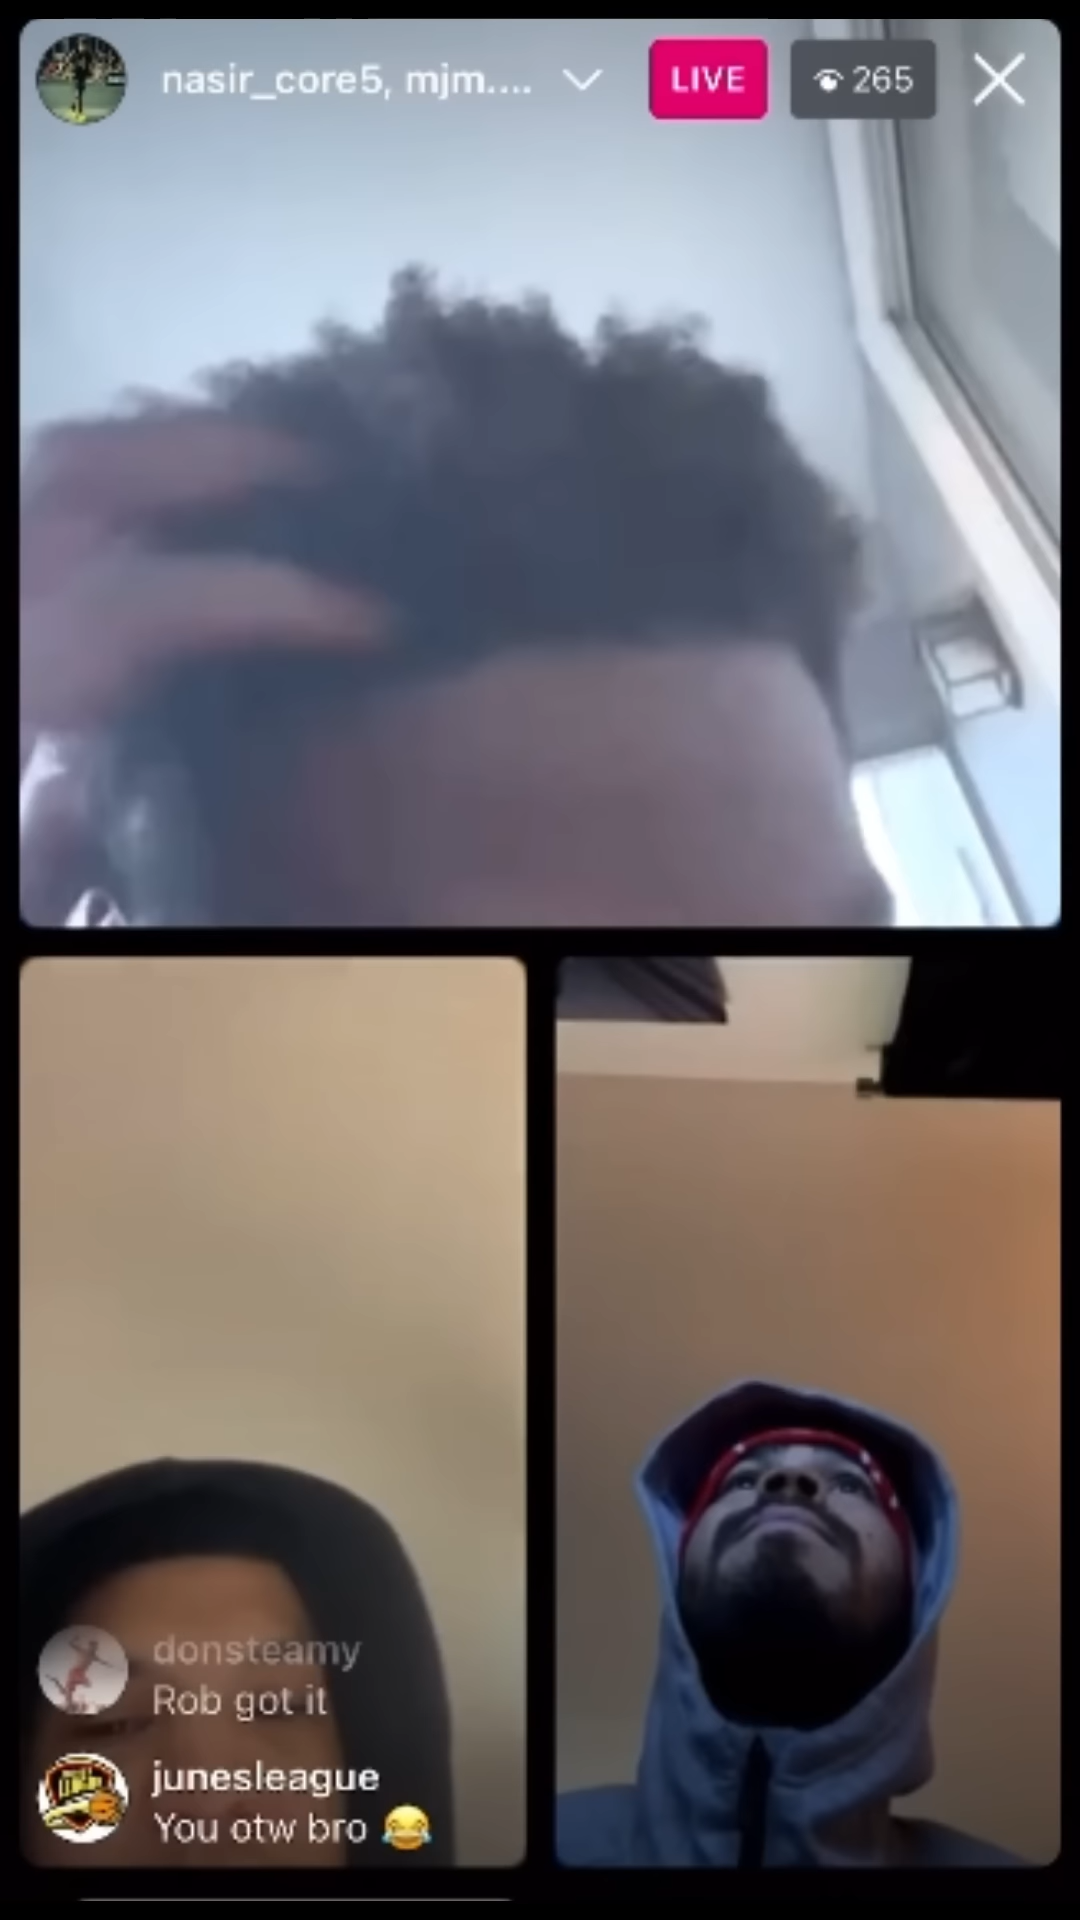 nasir_core5, mjm....
LIVE
265
donsteamy
Rob got it
junesleague
You otw bro 😂